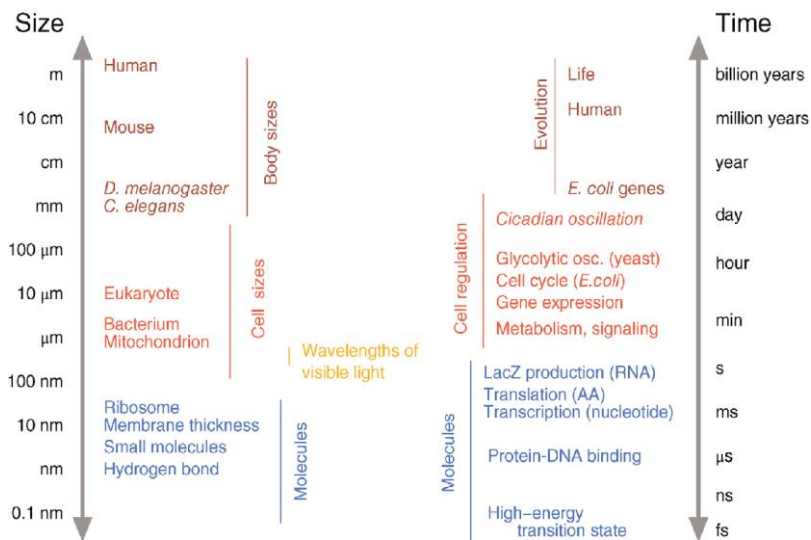 Size
Time
m
10 cm
cm
mm
100 μm
10 μm
μm
100 nm
10 nm
nm
0.1 nm
Human
Mouse
D. melanogaster
C. elegans
Body sizes
Eukaryote
Bacterium
Mitochondrion
Cell sizes
Wavelengths of
visible light
Ribosome
Membrane thickness
Small molecules
Hydrogen bond
Molecules
Evolution
Life
Human
E. coli genes
Cell regulation
Cicadian oscillation
Glycolytic osc. (yeast)
Cell cycle (E.coli)
Gene expression
Metabolism, signaling
Molecules
LacZ production (RNA)
Translation (AA)
Transcription (nucleotide)
Protein-DNA binding
High-energy
transition state
billion years
million years
year
day
hour
min
s
ms
μs
ns
fs